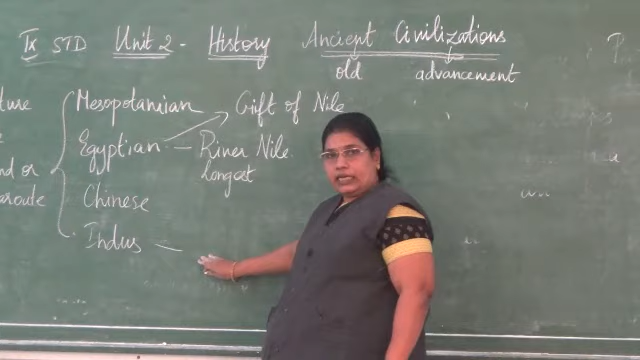 IX STD Unit 2 - History Ancient Civilizations
old advancement
Mesopotamian Gift of Nile
Egyptian - River Nile
Longest
Chinese
Indus -